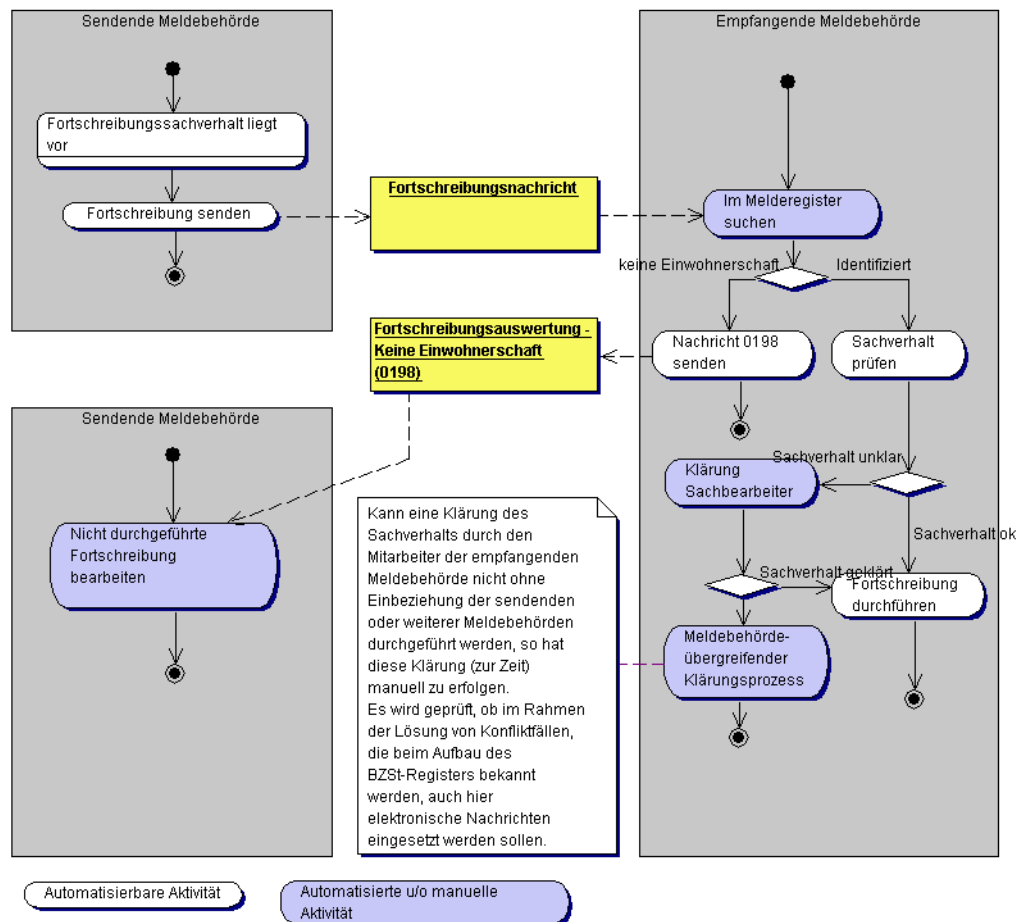 Sendende Meldebehörde
Fortschreibungssachverhalt liegt
vor
Fortschreibung senden
Fortschreibungsnachricht
Empfangende Meldebehörde
Im Melderegister
suchen
keine Einwohnerschaft
Identifiziert
Fortschreibungsauswertung -
Keine Einwohnerschaft
(0198)
Nachricht 0198
senden
Sachverhalt
prüfen
Sachverhalt unklar
Klärung
Sachbearbeiter
Sachverhalt ok
Sachverhalt geklärt
Fortschreibung
durchführen
Meldebehörde-
übergreifender
Klärungsprozess
Sendende Meldebehörde
Nicht durchgeführte
Fortschreibung
bearbeiten
Kann eine Klärung des
Sachverhalts durch den
Mitarbeiter der empfangenden
Meldebehörde nicht ohne
Einbeziehung der sendenden
oder weiterer Meldebehörden
durchgeführt werden, so hat
diese Klärung (zur Zeit)
manuell zu erfolgen.
Es wird geprüft, ob im Rahmen
der Lösung von Konfliktfällen,
die beim Aufbau des
BZSt-Registers bekannt
werden, auch hier
elektronische Nachrichten
eingesetzt werden sollen.
Automatisierbare Aktivität
Automatisierte u/o manuelle
Aktivität